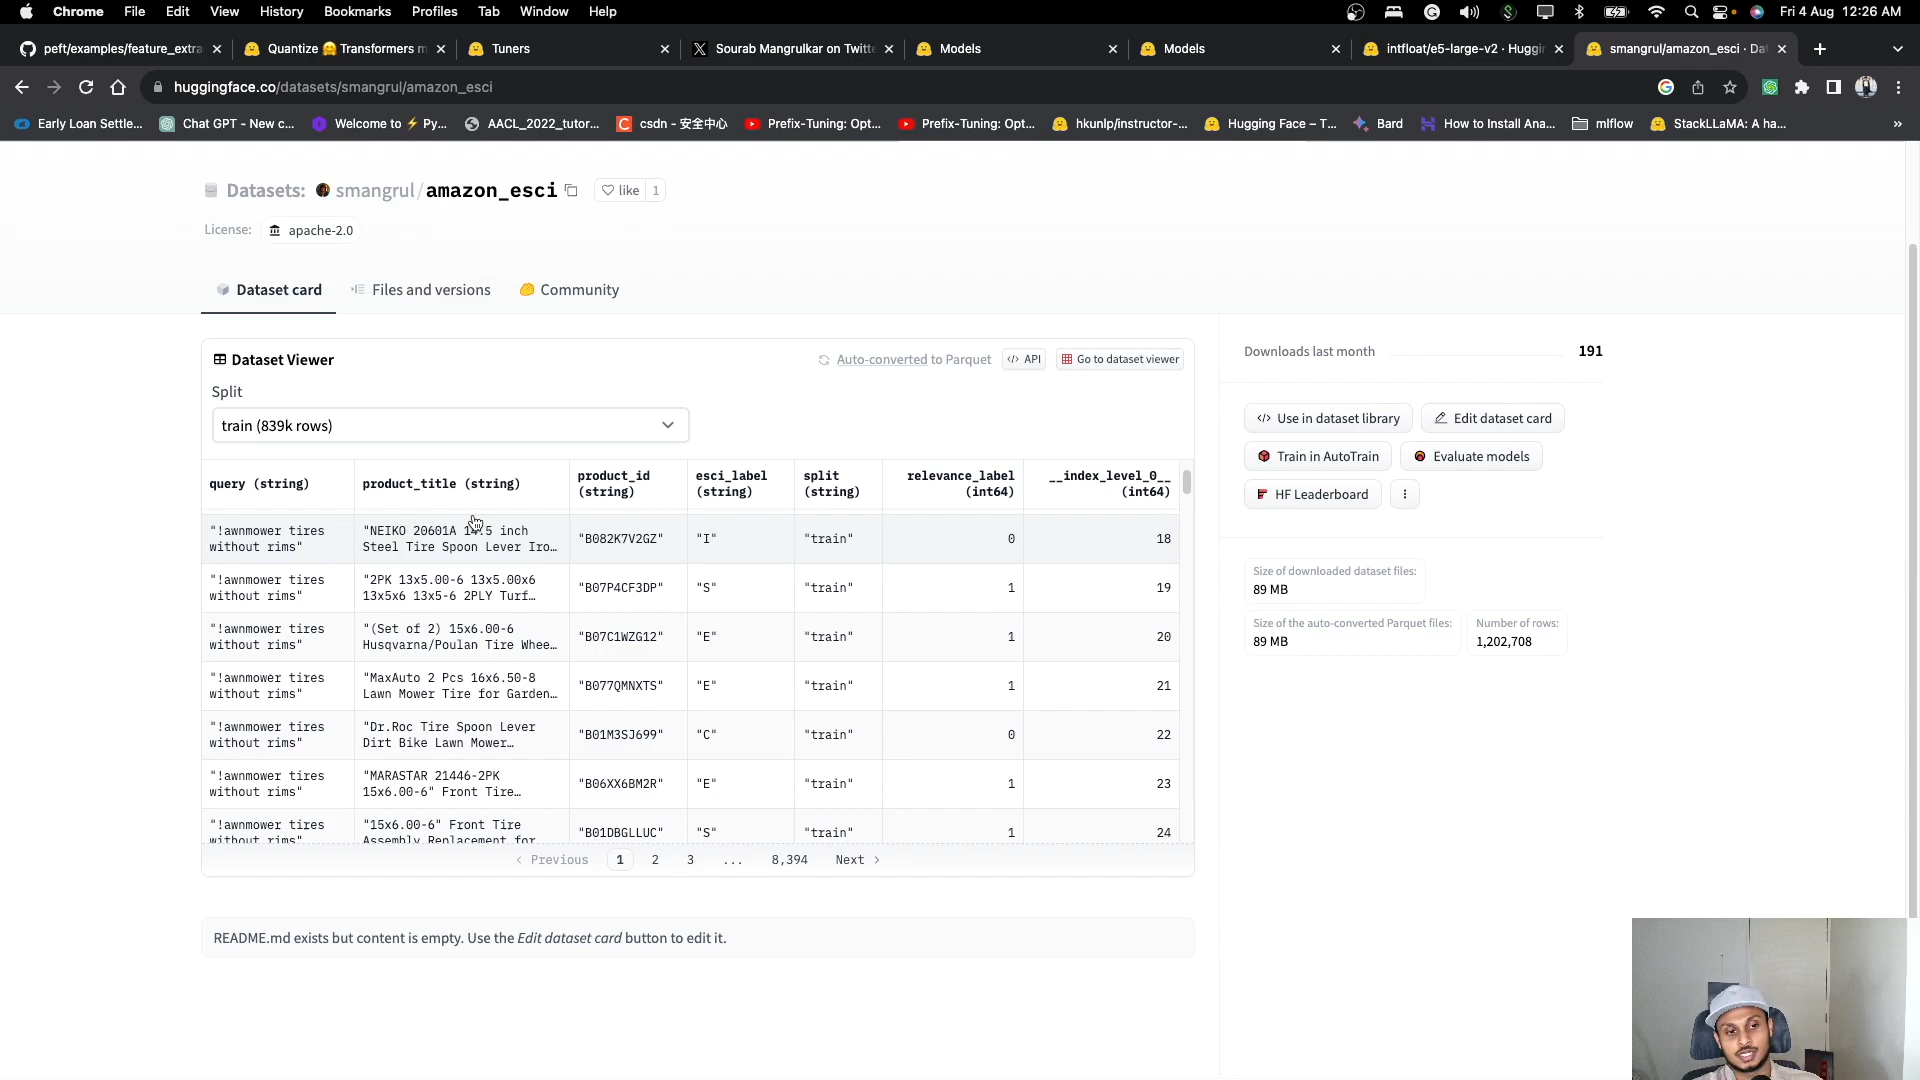 Chrome File Edit View History Bookmarks Profiles Tab Window Help Fri 4 Aug 12:26 AM
peft/examples/feature_extra Quantize 🤗 Transformers m Tuners Sourab Mangrulkar on Twitte Models Models intfloat/e5-large-v2 · Huggin smangrul/amazon_esci · Dat
huggingface.co/datasets/smangrul/amazon_esci
Early Loan Settle... Chat GPT - New c... Welcome to ⚡ Py... AACL_2022_tutor... csdn - 安全中心 Prefix-Tuning: Opt... Prefix-Tuning: Opt... hkunlp/instructor-... Hugging Face – T... Bard How to Install Ana... mlflow StackLLaMA: A ha... »
Datasets: smangrul/amazon_esci like 1
License: apache-2.0
Dataset card Files and versions Community
Dataset Viewer Auto-converted to Parquet </> API Go to dataset viewer
Split
train (839k rows)
query (string) product_title (string) product_id (string) esci_label (string) split (string) relevance_label (int64) __index_level_0__ (int64)
"!awnmower tires without rims" "NEIKO 20601A 14.5 inch Steel Tire Spoon Lever Iro… "B082K7V2GZ" "I" "train" 0 18
"!awnmower tires without rims" "2PK 13x5.00-6 13x5.00x6 13x5x6 13x5-6 2PLY Turf… "B07P4CF3DP" "S" "train" 1 19
"!awnmower tires without rims" "(Set of 2) 15x6.00-6 Husqvarna/Poulan Tire Whee… "B07C1WZG12" "E" "train" 1 20
"!awnmower tires without rims" "MaxAuto 2 Pcs 16x6.50-8 Lawn Mower Tire for Garden… "B077QMNXTS" "E" "train" 1 21
"!awnmower tires without rims" "Dr.Roc Tire Spoon Lever Dirt Bike Lawn Mower… "B01M3SJ699" "C" "train" 0 22
"!awnmower tires without rims" "MARASTAR 21446-2PK 15x6.00-6" Front Tire… "B06XX6BM2R" "E" "train" 1 23
"!awnmower tires without rims" "15x6.00-6" Front Tire Assembly Replacement for "B01DBGLLUC" "S" "train" 1 24
< Previous 1 2 3 ... 8,394 Next >
README.md exists but content is empty. Use the Edit dataset card button to edit it.
Downloads last month 191
</> Use in dataset library Edit dataset card
Train in AutoTrain Evaluate models
HF Leaderboard
Size of downloaded dataset files:
89 MB
Size of the auto-converted Parquet files: Number of rows:
89 MB 1,202,708